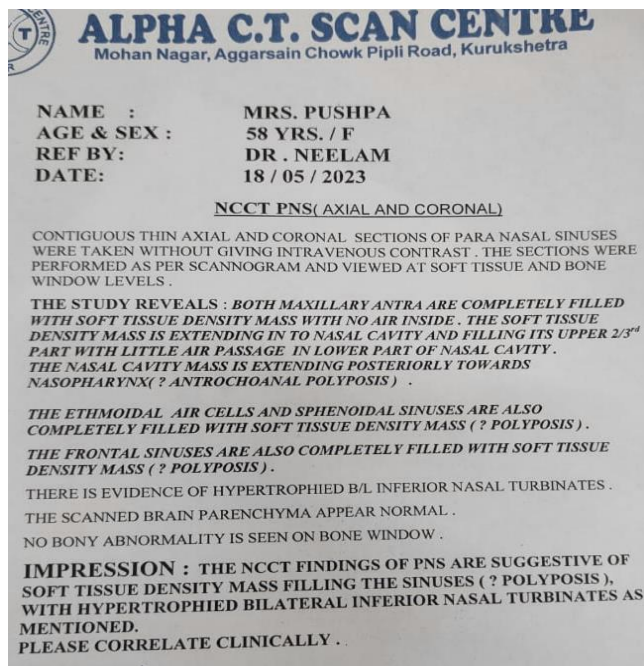 ENTRE
T
R
ALPHA C.T. SCAN CENTRE
Mohan Nagar, Aggarsain Chowk Pipli Road, Kurukshetra
NAME : MRS. PUSHPA
AGE & SEX : 58 YRS. / F
REF BY: DR . NEELAM
DATE: 18 / 05 / 2023
NCCT PNS( AXIAL AND CORONAL)
CONTIGUOUS THIN AXIAL AND CORONAL SECTIONS OF PARA NASAL SINUSES
WERE TAKEN WITHOUT GIVING INTRAVENOUS CONTRAST . THE SECTIONS WERE
PERFORMED AS PER SCANNOGRAM AND VIEWED AT SOFT TISSUE AND BONE
WINDOW LEVELS .
THE STUDY REVEALS : BOTH MAXILLARY ANTRA ARE COMPLETELY FILLED
WITH SOFT TISSUE DENSITY MASS WITH NO AIR INSIDE . THE SOFT TISSUE
DENSITY MASS IS EXTENDING IN TO NASAL CAVITY AND FILLING ITS UPPER 2/3rd
PART WITH LITTLE AIR PASSAGE IN LOWER PART OF NASAL CAVITY .
THE NASAL CAVITY MASS IS EXTENDING POSTERIORLY TOWARDS
NASOPHARYNX( ? ANTROCHOANAL POLYPOSIS ) .
THE ETHMOIDAL AIR CELLS AND SPHENOIDAL SINUSES ARE ALSO
COMPLETELY FILLED WITH SOFT TISSUE DENSITY MASS ( ? POLYPOSIS ) .
THE FRONTAL SINUSES ARE ALSO COMPLETELY FILLED WITH SOFT TISSUE
DENSITY MASS ( ? POLYPOSIS ) .
THERE IS EVIDENCE OF HYPERTROPHIED B/L INFERIOR NASAL TURBINATES .
THE SCANNED BRAIN PARENCHYMA APPEAR NORMAL .
NO BONY ABNORMALITY IS SEEN ON BONE WINDOW .
IMPRESSION : THE NCCT FINDINGS OF PNS ARE SUGGESTIVE OF
SOFT TISSUE DENSITY MASS FILLING THE SINUSES ( ? POLYPOSIS ),
WITH HYPERTROPHIED BILATERAL INFERIOR NASAL TURBINATES AS
MENTIONED.
PLEASE CORRELATE CLINICALLY .